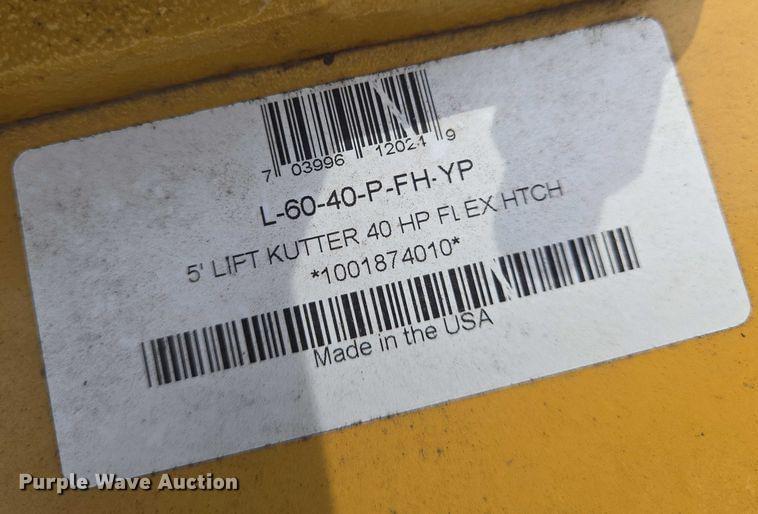 7 03996 12024 9
L-60-40-P-FH-YP
5' LIFT KUTTER 40 HP FLEX HTCH
*1001874010*
Made in the USA
Purple Wave Auction